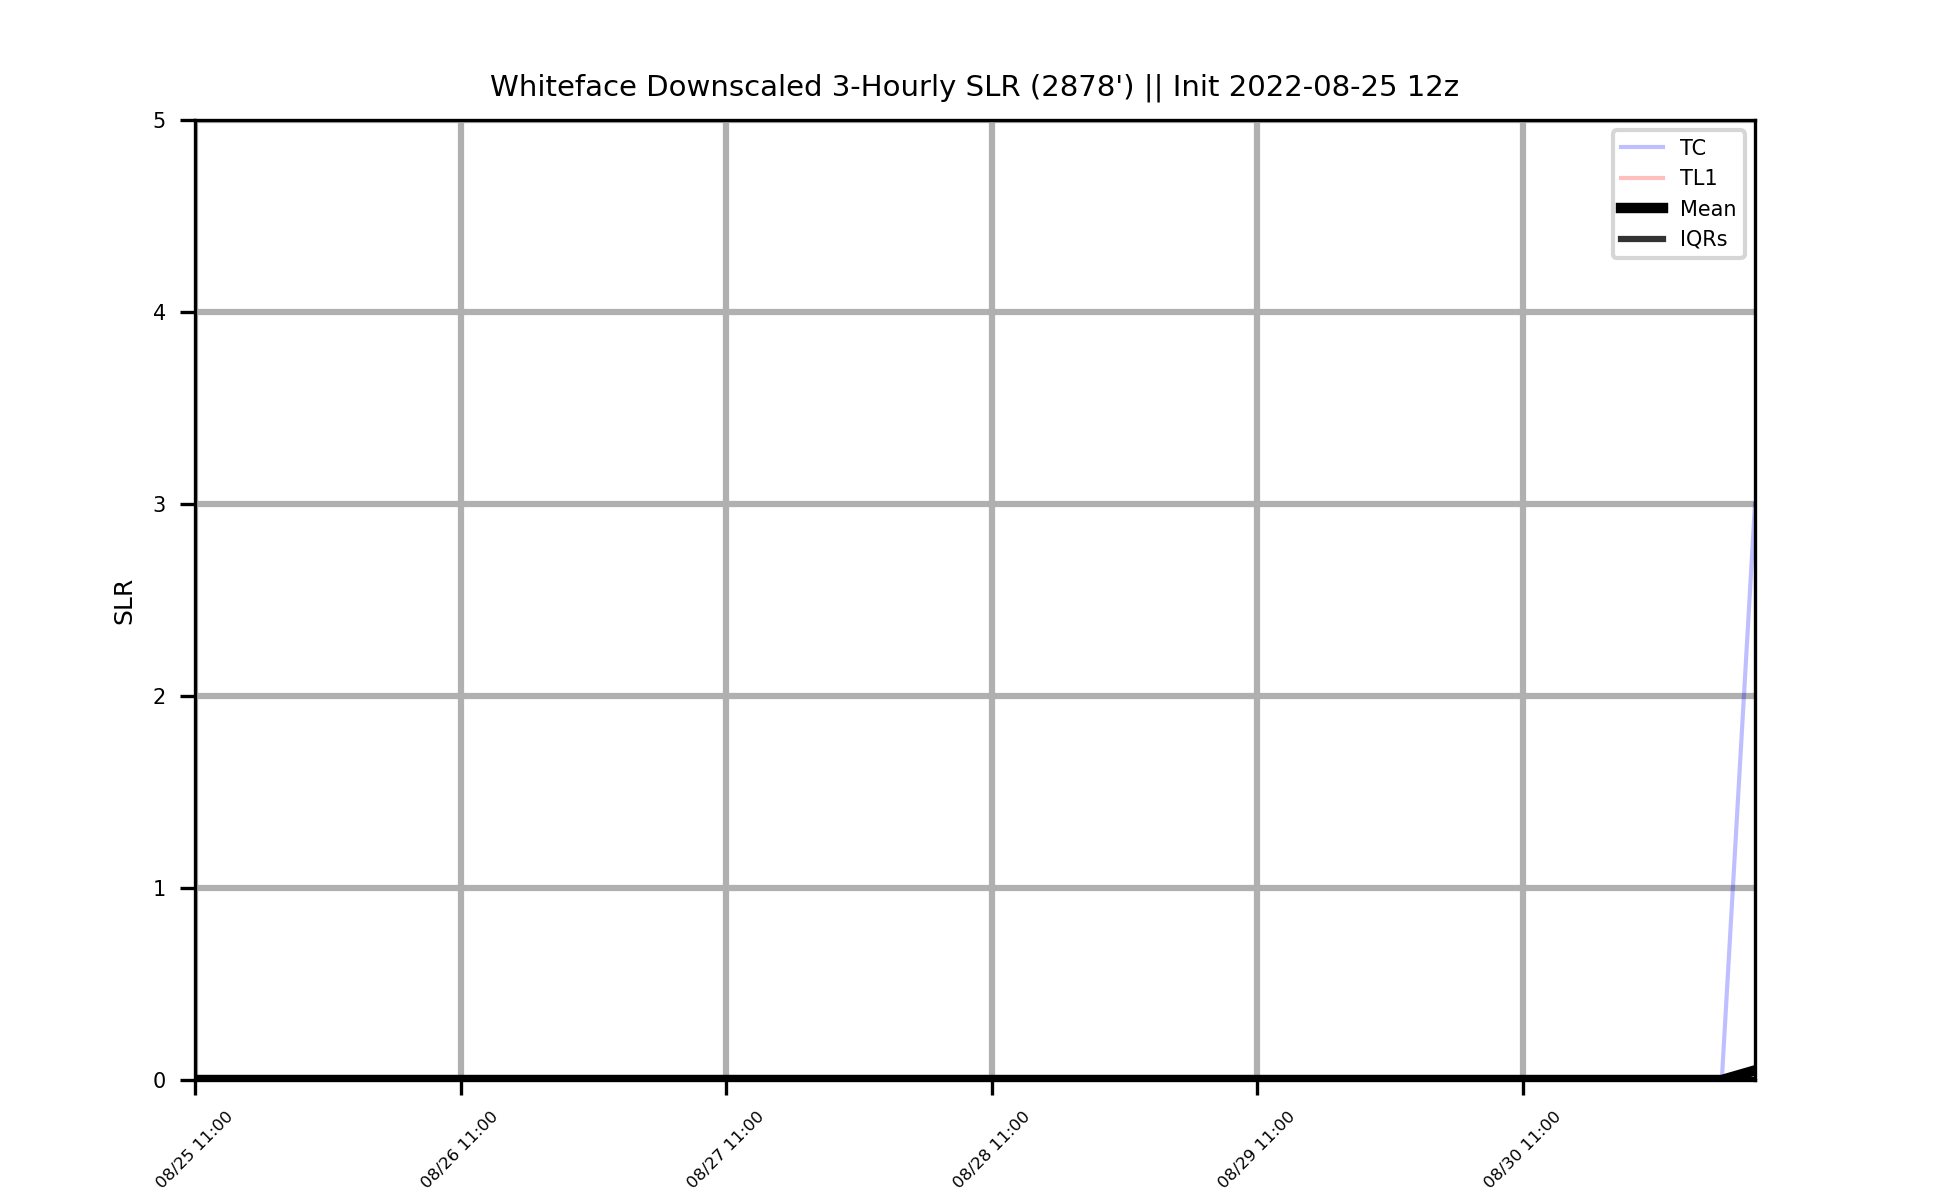 Whiteface Downscaled 3-Hourly SLR (2878') || Init 2022-08-25 12z
5
4
3
2
1
0
SLR
TC
TL1
Mean
IQRs
08/25 11:00
08/26 11:00
08/27 11:00
08/28 11:00
08/29 11:00
08/30 11:00